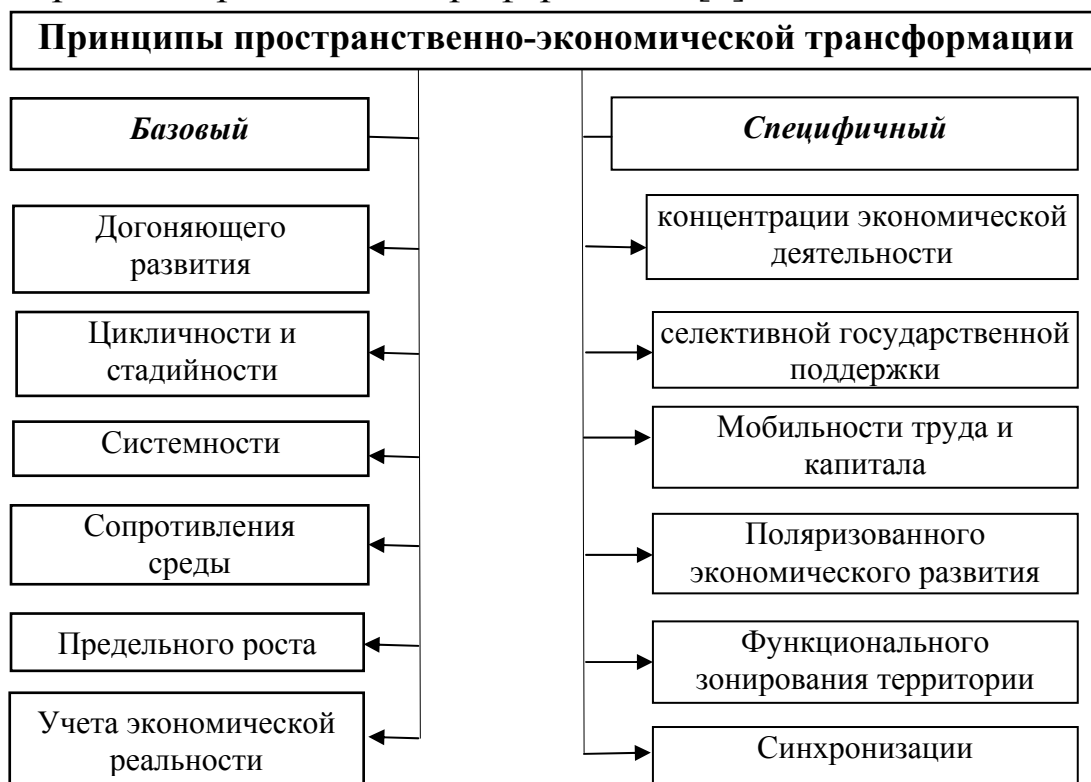 Принципы пространственно-экономической трансформации
Базовый
Догоняющего
развития
Цикличности и
стадийности
Системности
Сопротивления
среды
Предельного роста
Учета экономической
реальности
Специфичный
концентрации экономической
деятельности
селективной государственной
поддержки
Мобильности труда и
капитала
Поляризованного
экономического развития
Функционального
зонирования территории
Синхронизации